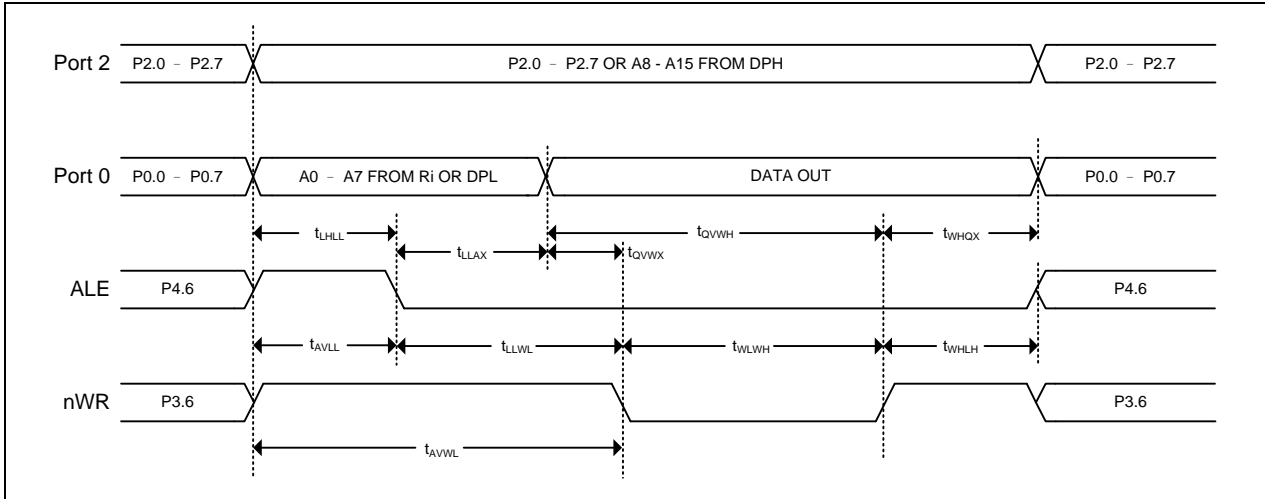 Port 2 P2.0 – P2.7 P2.0 – P2.7 OR A8 - A15 FROM DPH P2.0 – P2.7
Port 0 P0.0 – P0.7 A0 – A7 FROM Ri OR DPL DATA OUT P0.0 – P0.7
tLHLL tQVWH tWHQX
tLLAX tQVWX
ALE P4.6 P4.6
tAVLL tLLWL tWLWH tWHLH
nWR P3.6 P3.6
tAVWL